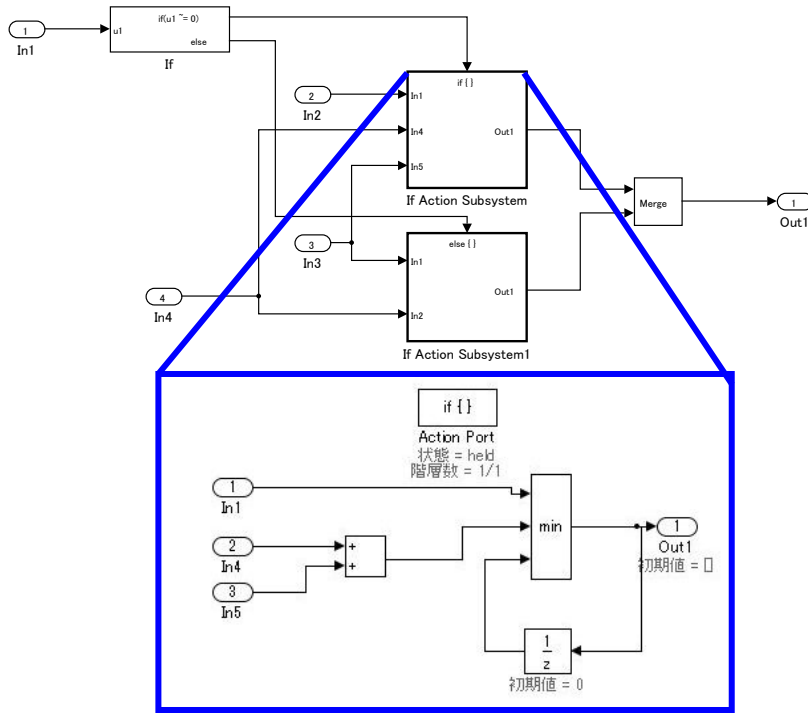 1
In1
u1
if(u1 ~= 0)
else
If
2
In2
if { }
In1
In4
In5
Out1
If Action Subsystem
3
In3
else { }
In1
In2
Out1
If Action Subsystem1
4
In4
Merge
1
Out1
if { }
Action Port
状態 = held
階層数 = 1/1
1
In1
2
In4
3
In5
+
+
min
1
Out1
初期値 = []
1
z
初期値 = 0